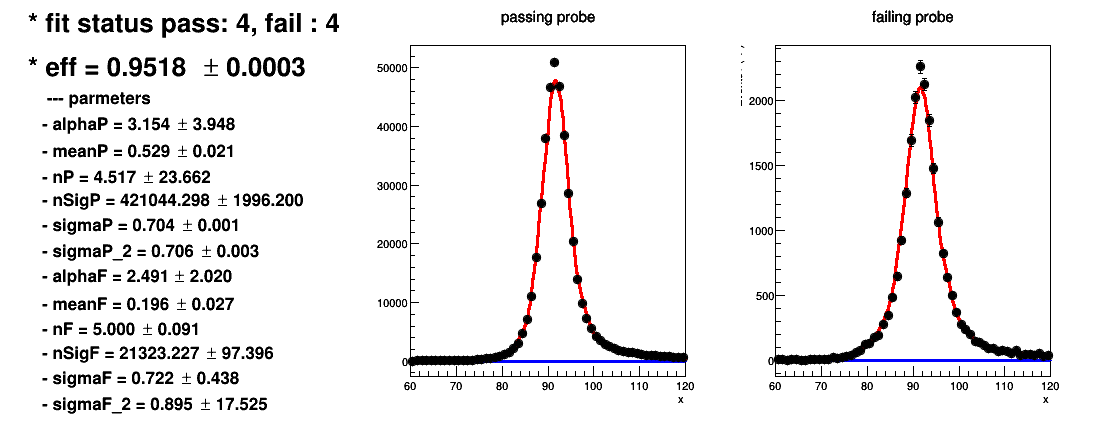 * fit status pass: 4, fail : 4
* eff = 0.9518 ± 0.0003
--- parmeters
- alphaP = 3.154 ± 3.948
- meanP = 0.529 ± 0.021
- nP = 4.517 ± 23.662
- nSigP = 421044.298 ± 1996.200
- sigmaP = 0.704 ± 0.001
- sigmaP_2 = 0.706 ± 0.003
- alphaF = 2.491 ± 2.020
- meanF = 0.196 ± 0.027
- nF = 5.000 ± 0.091
- nSigF = 21323.227 ± 97.396
- sigmaF = 0.722 ± 0.438
- sigmaF_2 = 0.895 ± 17.525
passing probe
50000
40000
30000
20000
10000
0
60 70 80 90 100 110 120
x
failing probe
2000
1500
1000
500
0
60 70 80 90 100 110 120
x